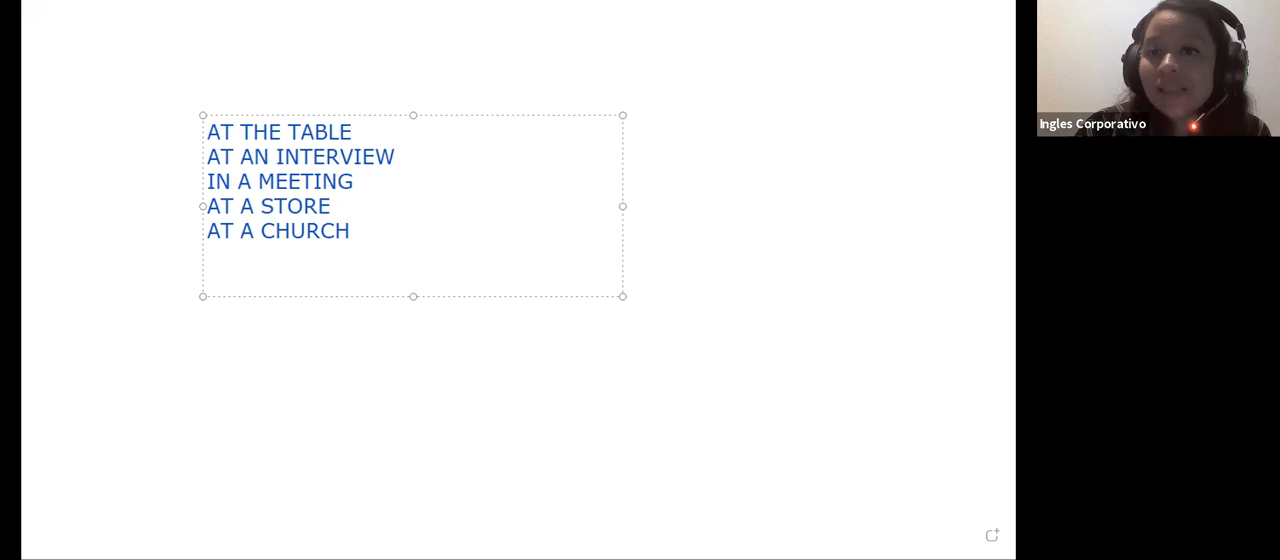 AT THE TABLE
AT AN INTERVIEW
IN A MEETING
AT A STORE
AT A CHURCH
Ingles Corporativo